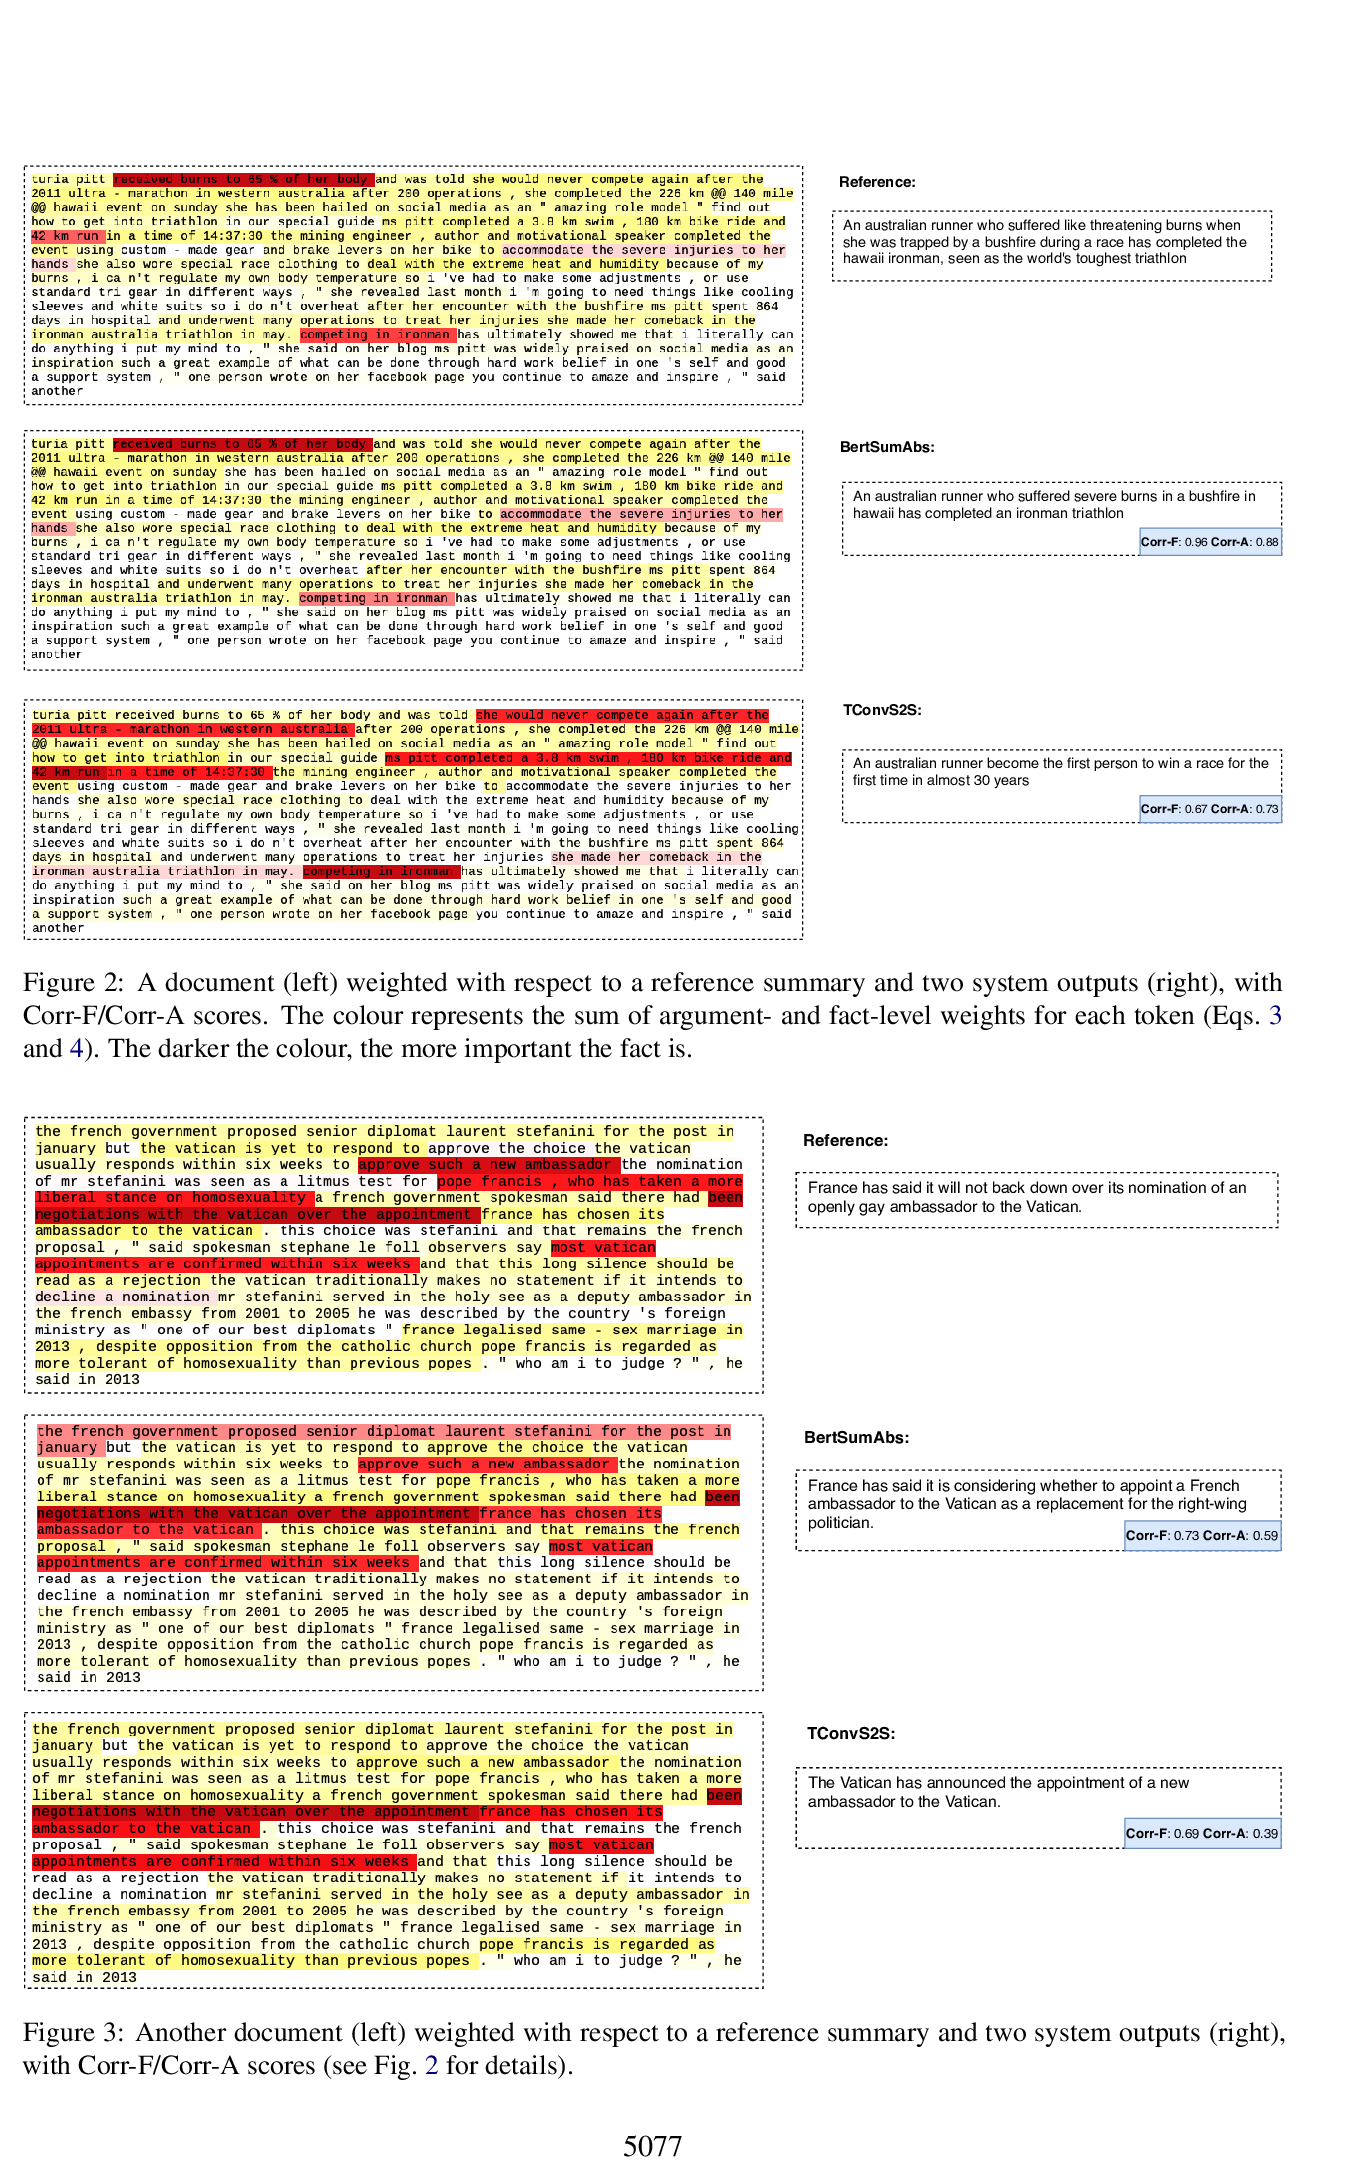 turia pitt received burns to 65 % of her body and was told she would never compete again after the
2011 ultra - marathon in western australia after 200 operations , she completed the 226 km @@ 140 mile
@@ hawaii event on sunday she has been hailed on social media as an " amazing role model " find out
how to get into triathlon in our special guide ms pitt completed a 3.8 km swim , 180 km bike ride and
42 km run in a time of 14:37:30 the mining engineer , author and motivational speaker completed the
event using custom - made gear and brake levers on her bike to accommodate the severe injuries to her
hands she also wore special race clothing to deal with the extreme heat and humidity because of my
burns , i ca n't regulate my own body temperature so i 've had to make some adjustments , or use
standard tri gear in different ways , " she revealed last month i 'm going to need things like cooling
sleeves and white suits so i do n't overheat after her encounter with the bushfire ms pitt spent 864
days in hospital and underwent many operations to treat her injuries she made her comeback in the
ironman australia triathlon in may. competing in ironman has ultimately showed me that i literally can
do anything i put my mind to , " she said on her blog ms pitt was widely praised on social media as an
inspiration such a great example of what can be done through hard work belief in one 's self and good
a support system , " one person wrote on her facebook page you continue to amaze and inspire , " said
another
Reference:
An australian runner who suffered like threatening burns when
she was trapped by a bushfire during a race has completed the
hawaii ironman, seen as the world's toughest triathlon
turia pitt received burns to 65 % of her body and was told she would never compete again after the
2011 ultra - marathon in western australia after 200 operations , she completed the 226 km @@ 140 mile
@@ hawaii event on sunday she has been hailed on social media as an " amazing role model " find out
how to get into triathlon in our special guide ms pitt completed a 3.8 km swim , 180 km bike ride and
42 km run in a time of 14:37:30 the mining engineer , author and motivational speaker completed the
event using custom - made gear and brake levers on her bike to accommodate the severe injuries to her
hands she also wore special race clothing to deal with the extreme heat and humidity because of my
burns , i ca n't regulate my own body temperature so i 've had to make some adjustments , or use
standard tri gear in different ways , " she revealed last month i 'm going to need things like cooling
sleeves and white suits so i do n't overheat after her encounter with the bushfire ms pitt spent 864
days in hospital and underwent many operations to treat her injuries she made her comeback in the
ironman australia triathlon in may. competing in ironman has ultimately showed me that i literally can
do anything i put my mind to , " she said on her blog ms pitt was widely praised on social media as an
inspiration such a great example of what can be done through hard work belief in one 's self and good
a support system , " one person wrote on her facebook page you continue to amaze and inspire , " said
another
BertSumAbs:
An australian runner who suffered severe burns in a bushfire in
hawaii has completed an ironman triathlon
Corr-F: 0.96 Corr-A: 0.88
turia pitt received burns to 65 % of her body and was told she would never compete again after the
2011 ultra - marathon in western australia after 200 operations , she completed the 226 km @@ 140 mile
@@ hawaii event on sunday she has been hailed on social media as an " amazing role model " find out
how to get into triathlon in our special guide ms pitt completed a 3.8 km swim , 180 km bike ride and
42 km run in a time of 14:37:30 the mining engineer , author and motivational speaker completed the
event using custom - made gear and brake levers on her bike to accommodate the severe injuries to her
hands she also wore special race clothing to deal with the extreme heat and humidity because of my
burns , i ca n't regulate my own body temperature so i 've had to make some adjustments , or use
standard tri gear in different ways , " she revealed last month i 'm going to need things like cooling
sleeves and white suits so i do n't overheat after her encounter with the bushfire ms pitt spent 864
days in hospital and underwent many operations to treat her injuries she made her comeback in the
ironman australia triathlon in may. competing in ironman has ultimately showed me that i literally can
do anything i put my mind to , " she said on her blog ms pitt was widely praised on social media as an
inspiration such a great example of what can be done through hard work belief in one 's self and good
a support system , " one person wrote on her facebook page you continue to amaze and inspire , " said
another
TConvS2S:
An australian runner become the first person to win a race for the
first time in almost 30 years
Corr-F: 0.67 Corr-A: 0.73
Figure 2: A document (left) weighted with respect to a reference summary and two system outputs (right), with
Corr-F/Corr-A scores. The colour represents the sum of argument- and fact-level weights for each token (Eqs. 3
and 4). The darker the colour, the more important the fact is.
the french government proposed senior diplomat laurent stefanini for the post in
january but the vatican is yet to respond to approve the choice the vatican
usually responds within six weeks to approve such a new ambassador the nomination
of mr stefanini was seen as a litmus test for pope francis , who has taken a more
liberal stance on homosexuality a french government spokesman said there had been
negotiations with the vatican over the appointment france has chosen its
ambassador to the vatican . this choice was stefanini and that remains the french
proposal , " said spokesman stephane le foll observers say most vatican
appointments are confirmed within six weeks and that this long silence should be
read as a rejection the vatican traditionally makes no statement if it intends to
decline a nomination mr stefanini served in the holy see as a deputy ambassador in
the french embassy from 2001 to 2005 he was described by the country 's foreign
ministry as " one of our best diplomats " france legalised same - sex marriage in
2013 , despite opposition from the catholic church pope francis is regarded as
more tolerant of homosexuality than previous popes . " who am i to judge ? " , he
said in 2013
Reference:
France has said it will not back down over its nomination of an
openly gay ambassador to the Vatican.
the french government proposed senior diplomat laurent stefanini for the post in
january but the vatican is yet to respond to approve the choice the vatican
usually responds within six weeks to approve such a new ambassador the nomination
of mr stefanini was seen as a litmus test for pope francis , who has taken a more
liberal stance on homosexuality a french government spokesman said there had been
negotiations with the vatican over the appointment france has chosen its
ambassador to the vatican . this choice was stefanini and that remains the french
proposal , " said spokesman stephane le foll observers say most vatican
appointments are confirmed within six weeks and that this long silence should be
read as a rejection the vatican traditionally makes no statement if it intends to
decline a nomination mr stefanini served in the holy see as a deputy ambassador in
the french embassy from 2001 to 2005 he was described by the country 's foreign
ministry as " one of our best diplomats " france legalised same - sex marriage in
2013 , despite opposition from the catholic church pope francis is regarded as
more tolerant of homosexuality than previous popes . " who am i to judge ? " , he
said in 2013
BertSumAbs:
France has said it is considering whether to appoint a French
ambassador to the Vatican as a replacement for the right-wing
politician.
Corr-F: 0.73 Corr-A: 0.59
the french government proposed senior diplomat laurent stefanini for the post in
january but the vatican is yet to respond to approve the choice the vatican
usually responds within six weeks to approve such a new ambassador the nomination
of mr stefanini was seen as a litmus test for pope francis , who has taken a more
liberal stance on homosexuality a french government spokesman said there had been
negotiations with the vatican over the appointment france has chosen its
ambassador to the vatican . this choice was stefanini and that remains the french
proposal , " said spokesman stephane le foll observers say most vatican
appointments are confirmed within six weeks and that this long silence should be
read as a rejection the vatican traditionally makes no statement if it intends to
decline a nomination mr stefanini served in the holy see as a deputy ambassador in
the french embassy from 2001 to 2005 he was described by the country 's foreign
ministry as " one of our best diplomats " france legalised same - sex marriage in
2013 , despite opposition from the catholic church pope francis is regarded as
more tolerant of homosexuality than previous popes . " who am i to judge ? " , he
said in 2013
TConvS2S:
The Vatican has announced the appointment of a new
ambassador to the Vatican.
Corr-F: 0.69 Corr-A: 0.39
Figure 3: Another document (left) weighted with respect to a reference summary and two system outputs (right),
with Corr-F/Corr-A scores (see Fig. 2 for details).
5077